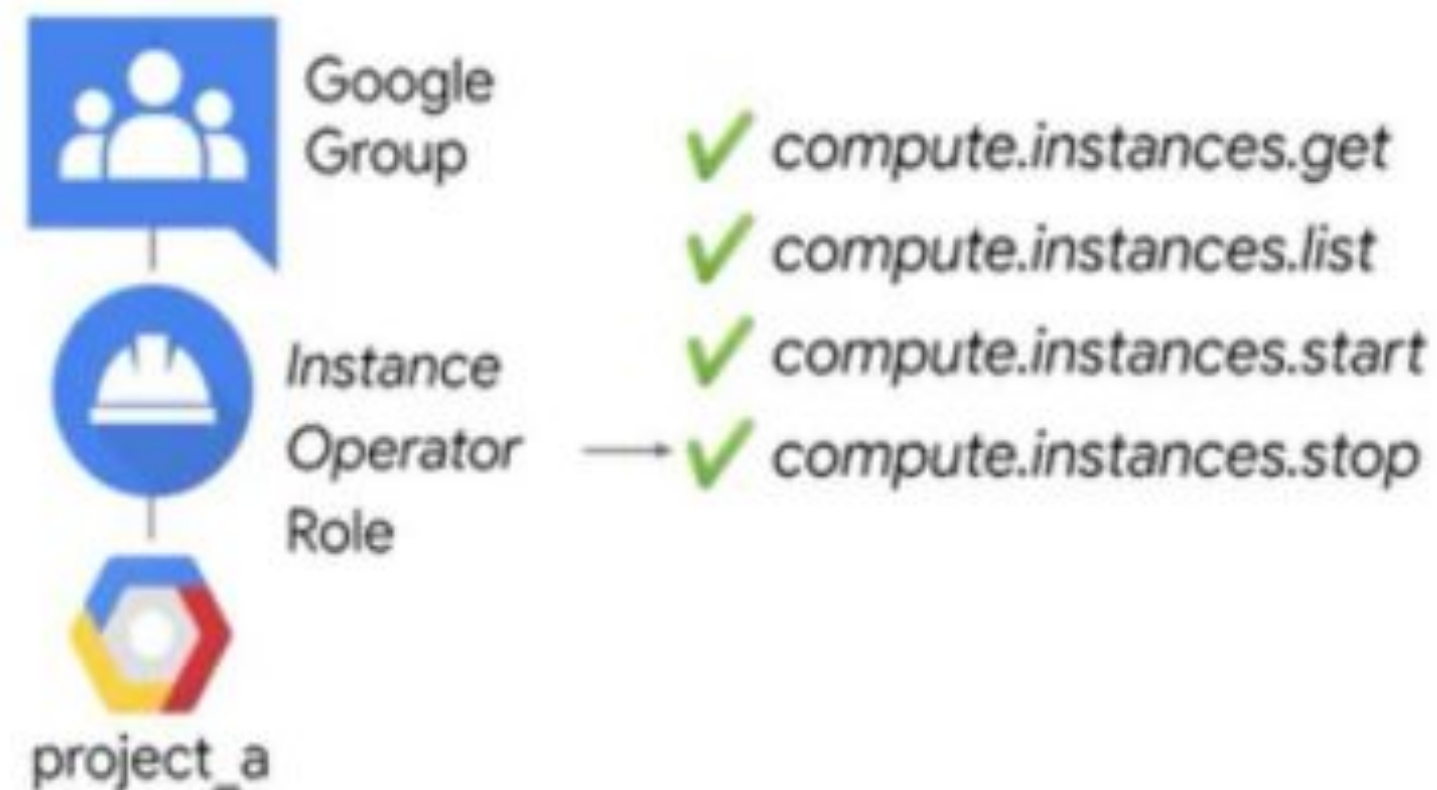 Google
Group
compute.instances.get
compute.instances.list
compute.instances.start
compute.instances.stop
Instance
Operator
Role
project_a